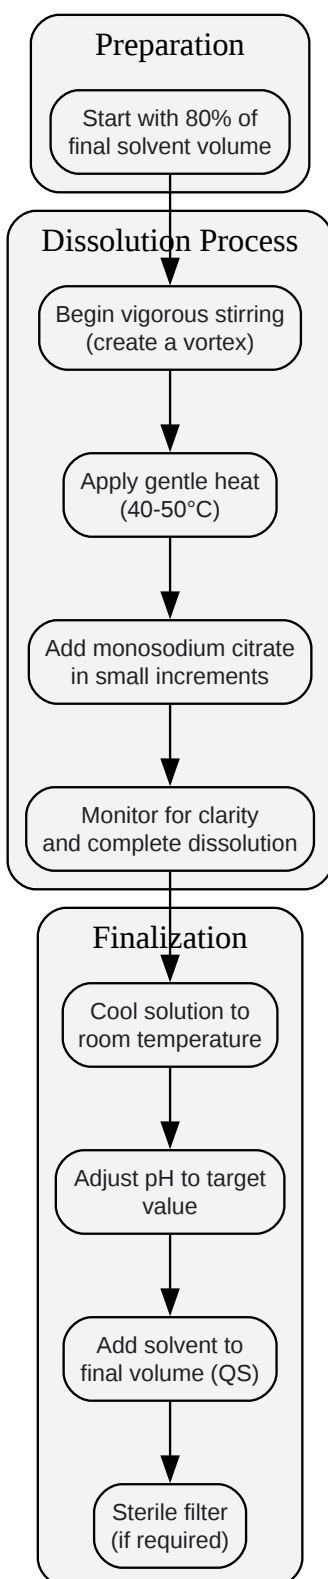 Preparation
Start with 80% of
final solvent volume
Dissolution Process
Begin vigorous stirring
(create a vortex)
Apply gentle heat
(40-50°C)
Add monosodium citrate
in small increments
Monitor for clarity
and complete dissolution
Finalization
Cool solution to
room temperature
Adjust pH to target
value
Add solvent to
final volume (QS)
Sterile filter
(if required)